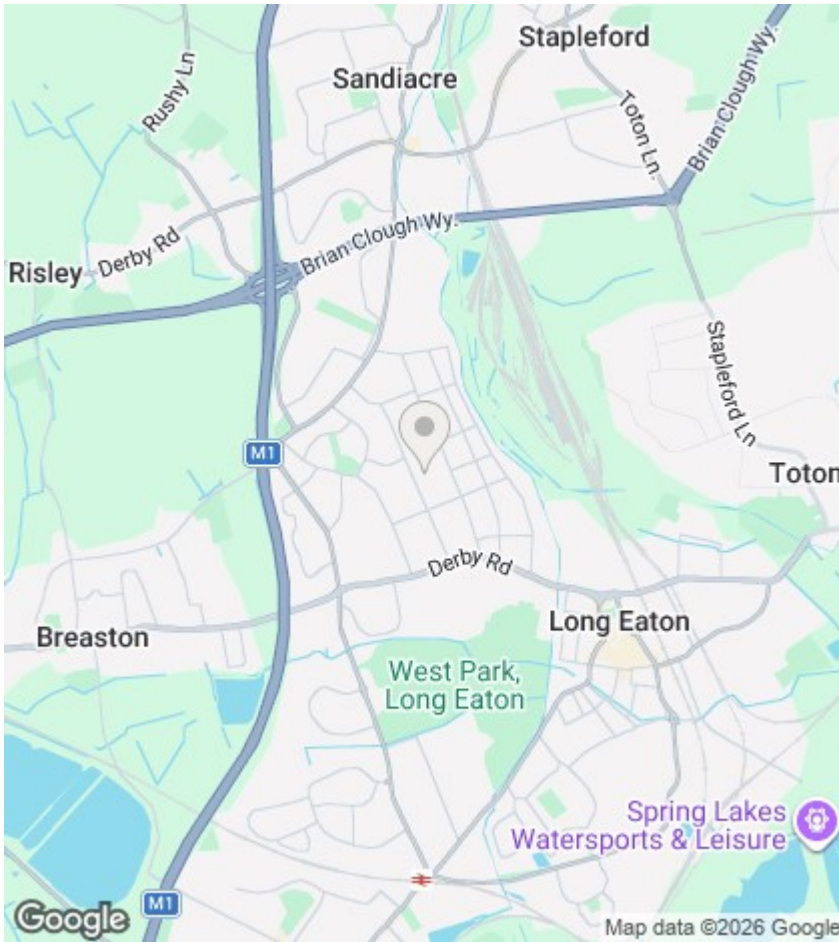 Stapleford
Sandiacre
Rushy Ln
Toton Ln.
Brian Clough Wy.
Brian Clough Wy.
Derby Rd
Risley
Stapleford Ln
M1
Toton
Derby Rd
Breaston
Long Eaton
West Park,
Long Eaton
Spring Lakes
Watersports & Leisure
M1
Google
Map data ©2026 Google